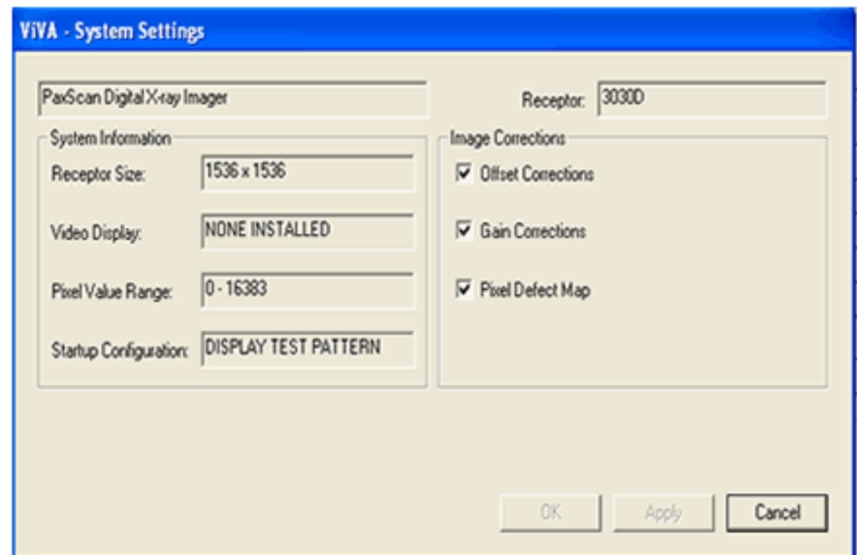 ViVA - System Settings
PaxScan Digital X-ray Imager
Receptor: 3030D
System Information
Receptor Size: 1536 x 1536
Video Display: NONE INSTALLED
Pixel Value Range: 0 - 16383
Startup Configuration: DISPLAY TEST PATTERN
Image Corrections
Offset Corrections
Gain Corrections
Pixel Defect Map
OK Apply Cancel